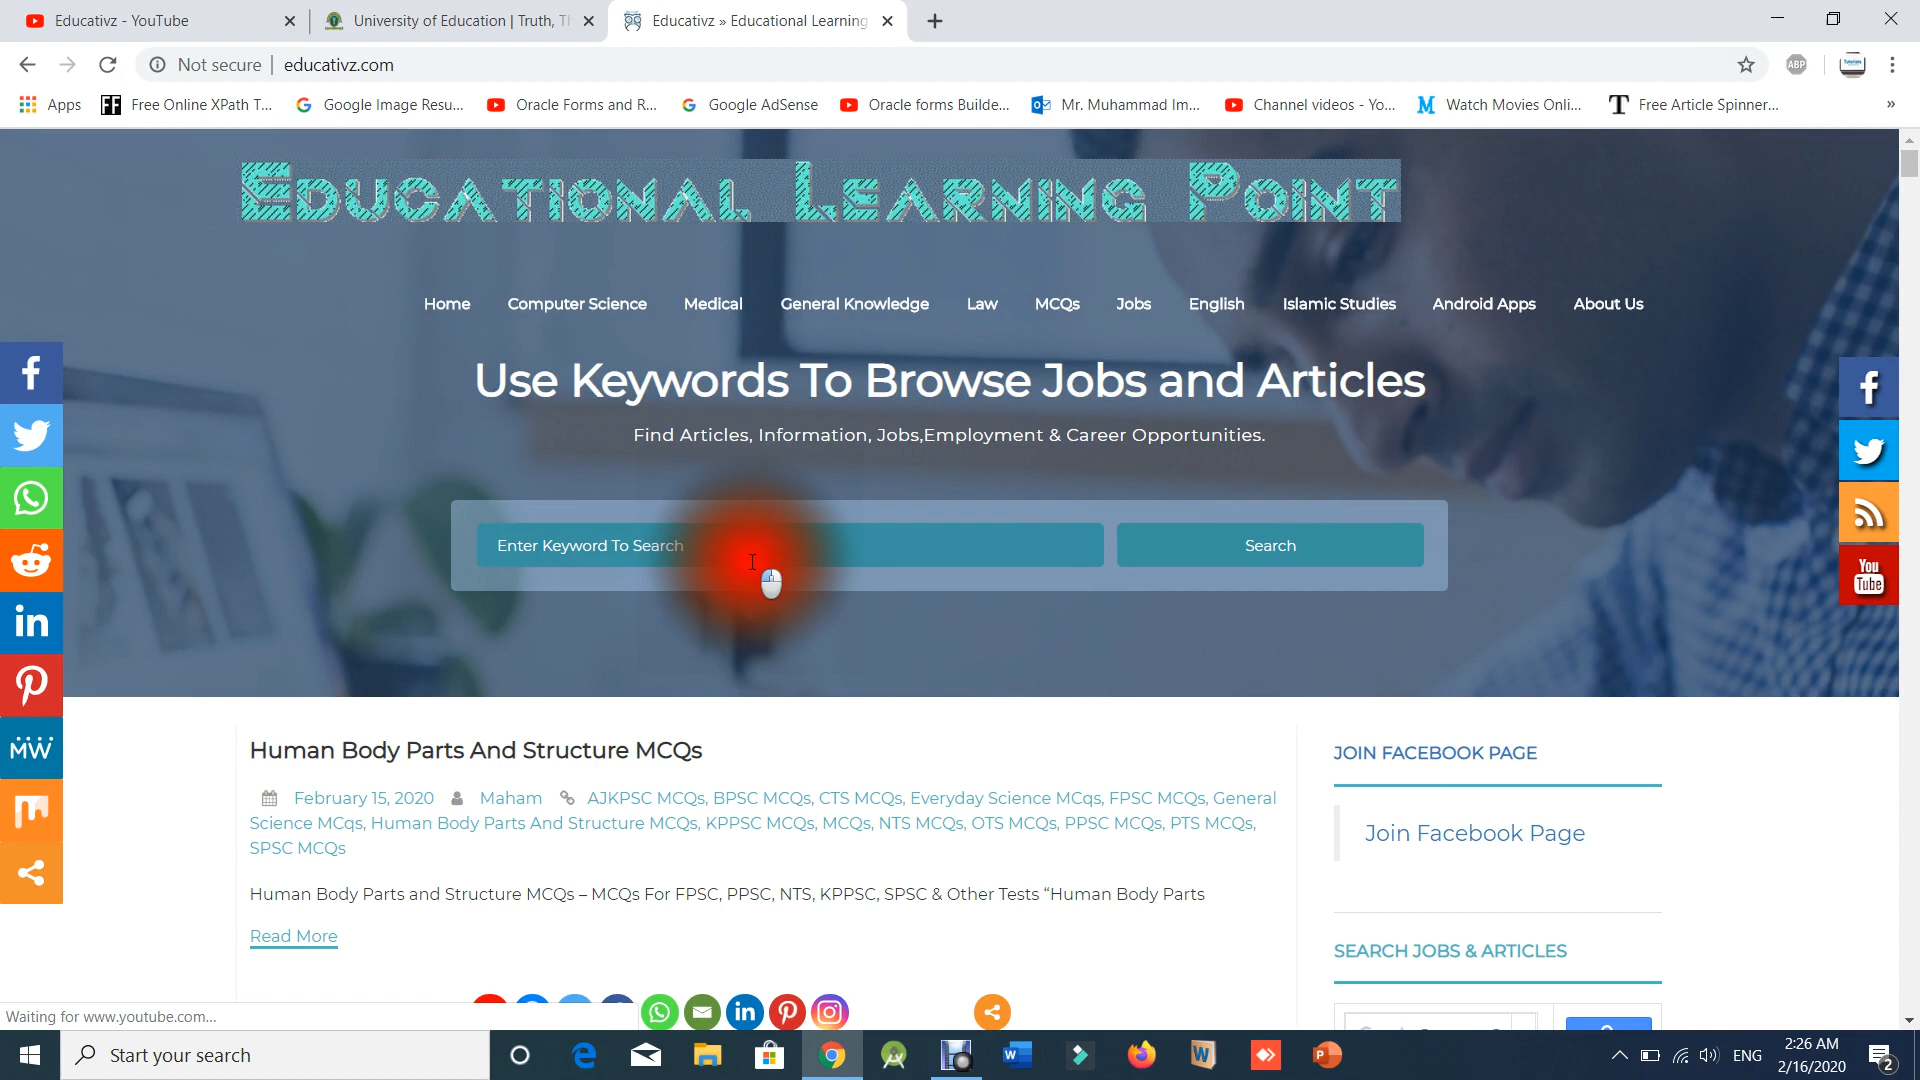 Educativz - YouTube
University of Education | Truth, Th
Educativz » Educational Learning
Not secure
educativz.com
ABP
Apps
Free Online XPath T...
Google Image Resu...
Oracle Forms and R...
Google AdSense
Oracle forms Builde...
Mr. Muhammad Im...
Channel videos - Yo...
Watch Movies Onli...
Free Article Spinner...
Educational Learning Point
Home
Computer Science
Medical
General Knowledge
Law
MCQs
Jobs
English
Islamic Studies
Android Apps
About Us
Use Keywords To Browse Jobs and Articles
Find Articles, Information, Jobs,Employment & Career Opportunities.
Enter Keyword To Search
Search
You
Tube
MW
Human Body Parts And Structure MCQs
February 15, 2020
Maham
AJKPSC MCQs, BPSC MCQs, CTS MCQs, Everyday Science MCqs, FPSC MCQs, General
Science MCqs, Human Body Parts And Structure MCQs, KPPSC MCQs, MCQs, NTS MCQs, OTS MCQs, PPSC MCQs, PTS MCQs,
SPSC MCQs
Human Body Parts and Structure MCQs – MCQs For FPSC, PPSC, NTS, KPPSC, SPSC & Other Tests “Human Body Parts
Read More
JOIN FACEBOOK PAGE
Join Facebook Page
SEARCH JOBS & ARTICLES
Waiting for www.youtube.com...
Start your search
ENG
2:26 AM
2/16/2020
2